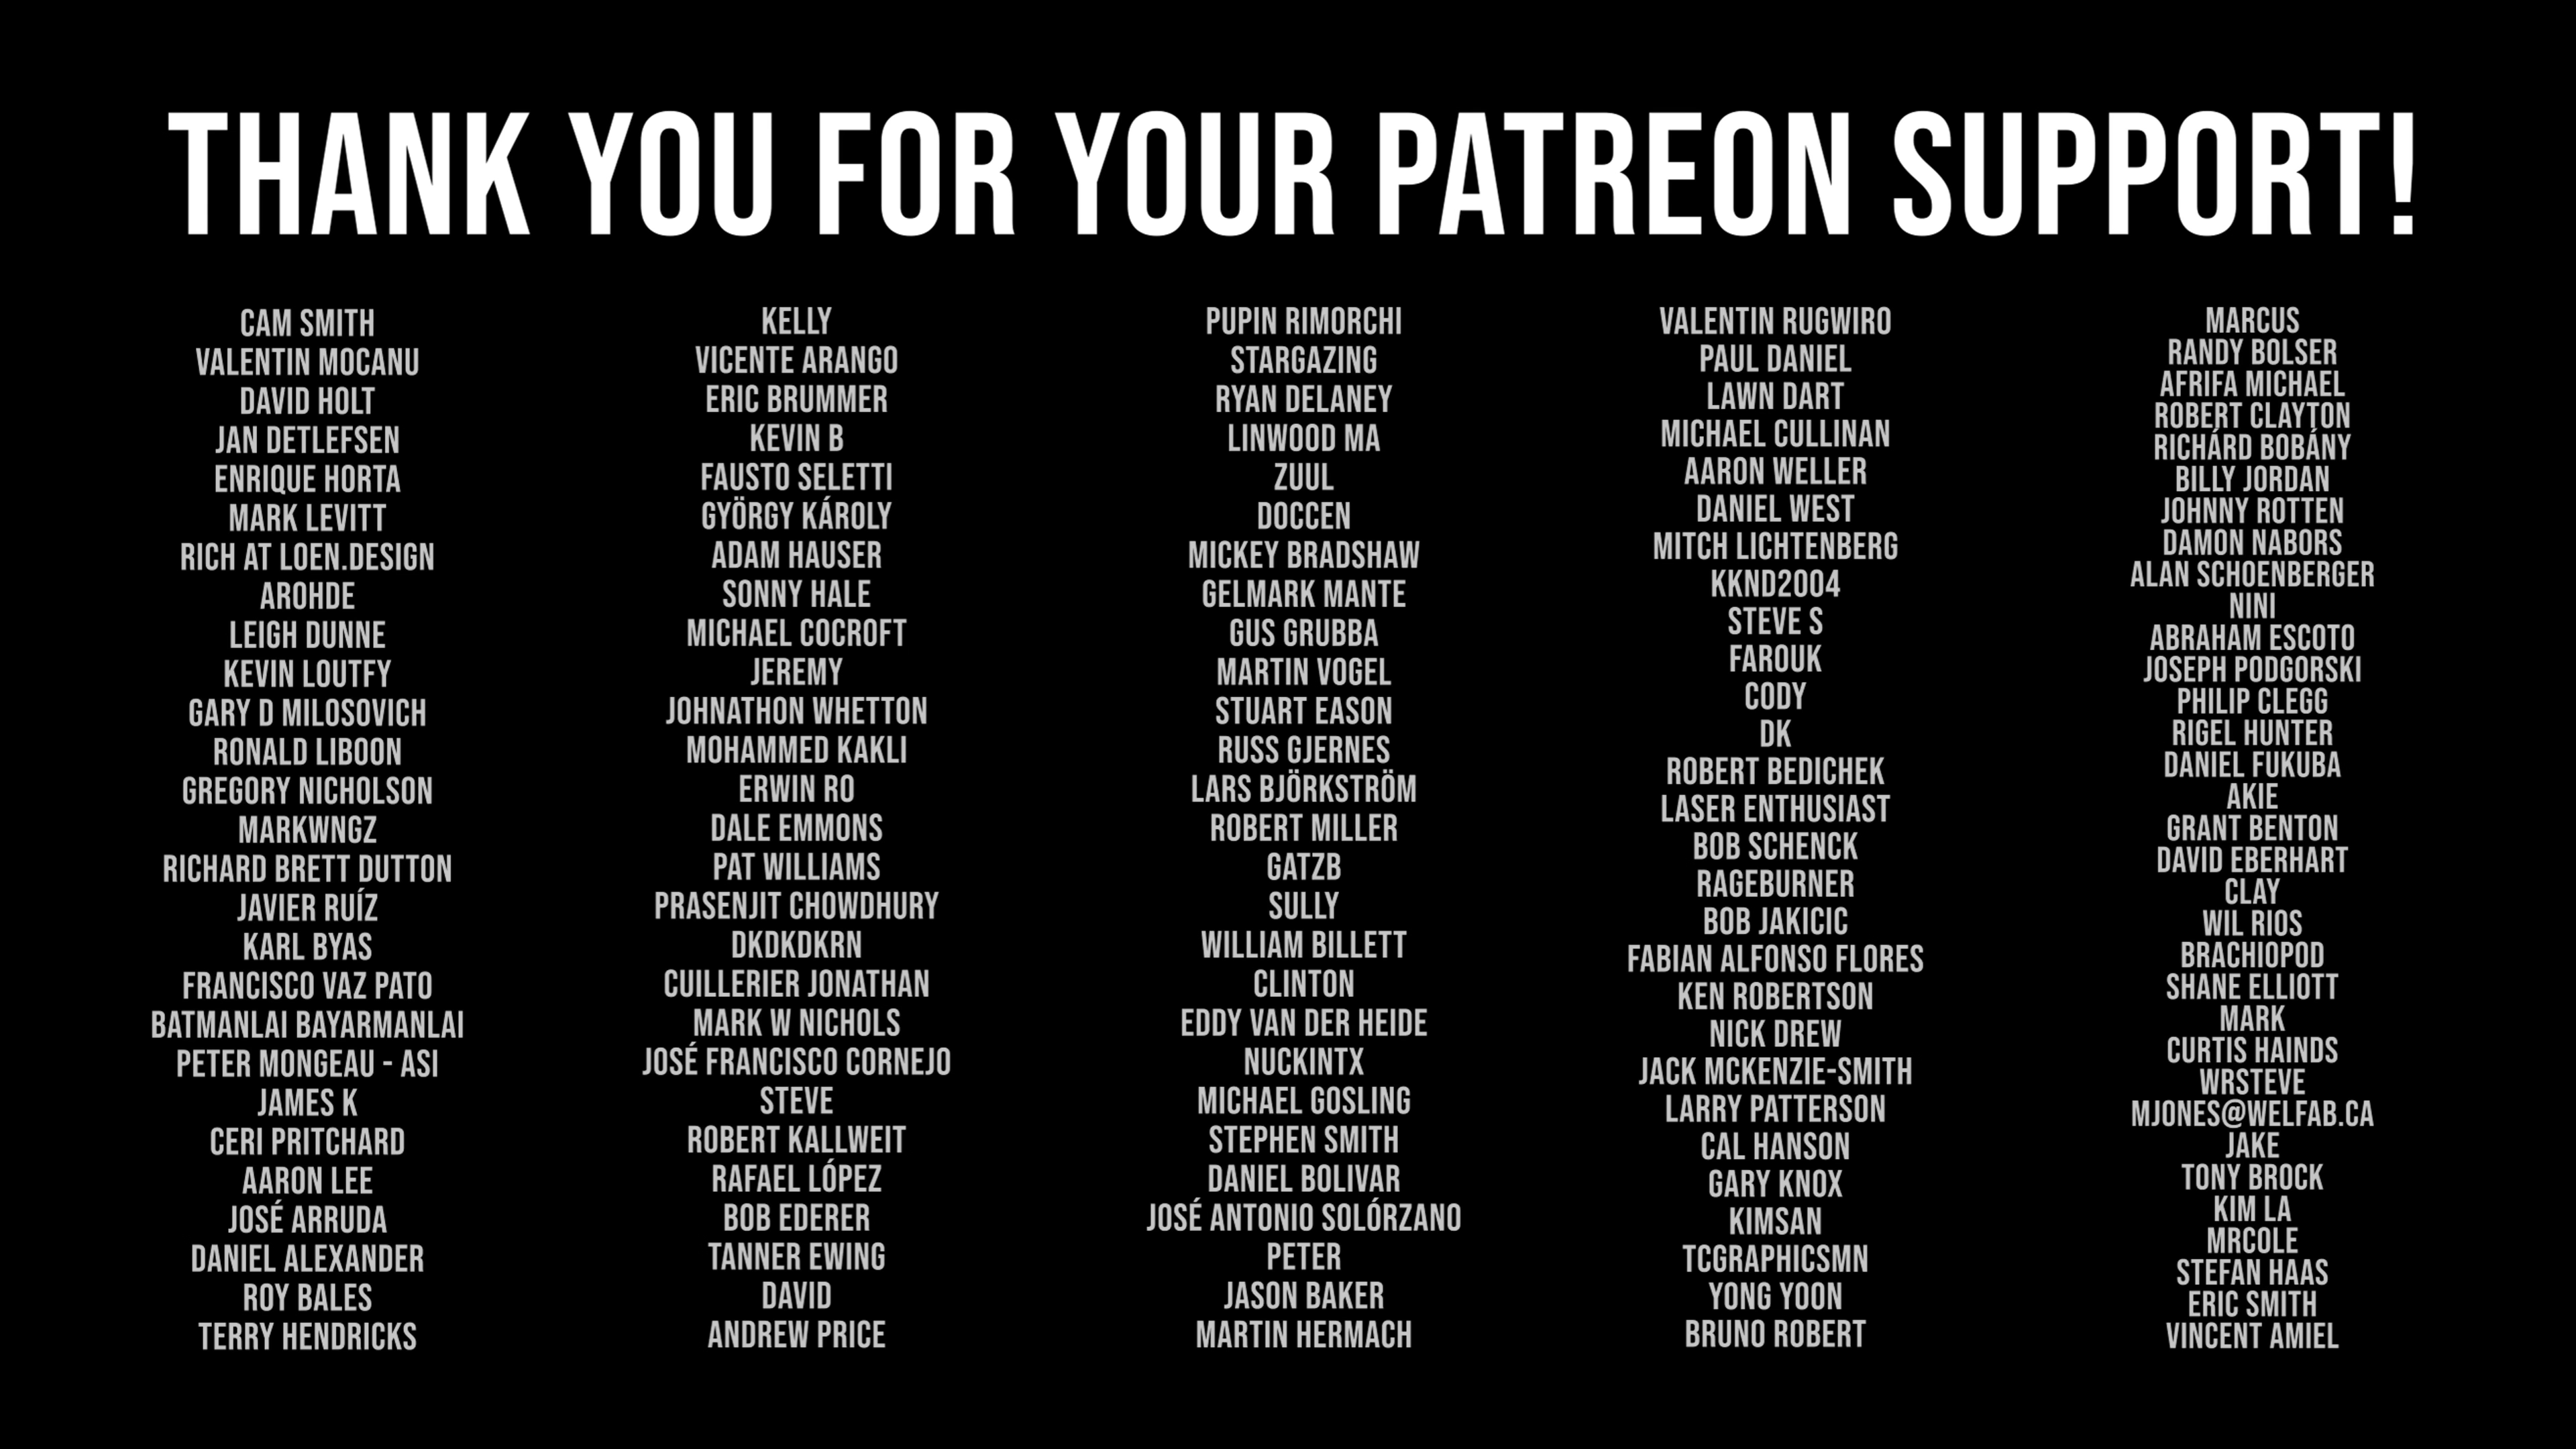 THANK YOU FOR YOUR PATREON SUPPORT!
CAM SMITH
VALENTIN MOCANU
DAVID HOLT
JAN DETLEFSEN
ENRIQUE HORTA
MARK LEVITT
RICH AT LOEN.DESIGN
AROHDE
LEIGH DUNNE
KEVIN LOUTFY
GARY D MILOSOVICH
RONALD LIBOON
GREGORY NICHOLSON
MARKWNGZ
RICHARD BRETT DUTTON
JAVIER RUÍZ
KARL BYAS
FRANCISCO VAZ PATO
BATMANLAI BAYARMANLAI
PETER MONGEAU - ASI
JAMES K
CERI PRITCHARD
AARON LEE
JOSÉ ARRUDA
DANIEL ALEXANDER
ROY BALES
TERRY HENDRICKS
KELLY
VICENTE ARANGO
ERIC BRUMMER
KEVIN B
FAUSTO SELETTI
GYÖRGY KÁROLY
ADAM HAUSER
SONNY HALE
MICHAEL COCROFT
JEREMY
JOHNATHON WHETTON
MOHAMMED KAKLI
ERWIN RO
DALE EMMONS
PAT WILLIAMS
PRASENJIT CHOWDHURY
DKDKDKRN
CUILLERIER JONATHAN
MARK W NICHOLS
JOSÉ FRANCISCO CORNEJO
STEVE
ROBERT KALLWEIT
RAFAEL LÓPEZ
BOB EDERER
TANNER EWING
DAVID
ANDREW PRICE
PUPIN RIMORCHI
STARGAZING
RYAN DELANEY
LINWOOD MA
ZUUL
DOCCEN
MICKEY BRADSHAW
GELMARK MANTE
GUS GRUBBA
MARTIN VOGEL
STUART EASON
RUSS GJERNES
LARS BJÖRKSTRÖM
ROBERT MILLER
GATZB
SULLY
WILLIAM BILLETT
CLINTON
EDDY VAN DER HEIDE
NUCKINTX
MICHAEL GOSLING
STEPHEN SMITH
DANIEL BOLIVAR
JOSÉ ANTONIO SOLÓRZANO
PETER
JASON BAKER
MARTIN HERMACH
VALENTIN RUGWIRO
PAUL DANIEL
LAWN DART
MICHAEL CULLINAN
AARON WELLER
DANIEL WEST
MITCH LICHTENBERG
KKND2004
STEVE S
FAROUK
CODY
DK
ROBERT BEDICHEK
LASER ENTHUSIAST
BOB SCHENCK
RAGEBURNER
BOB JAKICIC
FABIAN ALFONSO FLORES
KEN ROBERTSON
NICK DREW
JACK MCKENZIE-SMITH
LARRY PATTERSON
CAL HANSON
GARY KNOX
KIMSAN
TCGRAPHICSMN
YONG YOON
BRUNO ROBERT
MARCUS
RANDY BOLSER
AFRIFA MICHAEL
ROBERT CLAYTON
RICHÁRD BOBÁNY
BILLY JORDAN
JOHNNY ROTTEN
DAMON NABORS
ALAN SCHOENBERGER
NINI
ABRAHAM ESCOTO
JOSEPH PODGORSKI
PHILIP CLEGG
RIGEL HUNTER
DANIEL FUKUBA
AKIE
GRANT BENTON
DAVID EBERHART
CLAY
WIL RIOS
BRACHIOPOD
SHANE ELLIOTT
MARK
CURTIS HAINDS
WRSTEVE
MJONES@WELFAB.CA
JAKE
TONY BROCK
KIM LA
MRCOLE
STEFAN HAAS
ERIC SMITH
VINCENT AMIEL